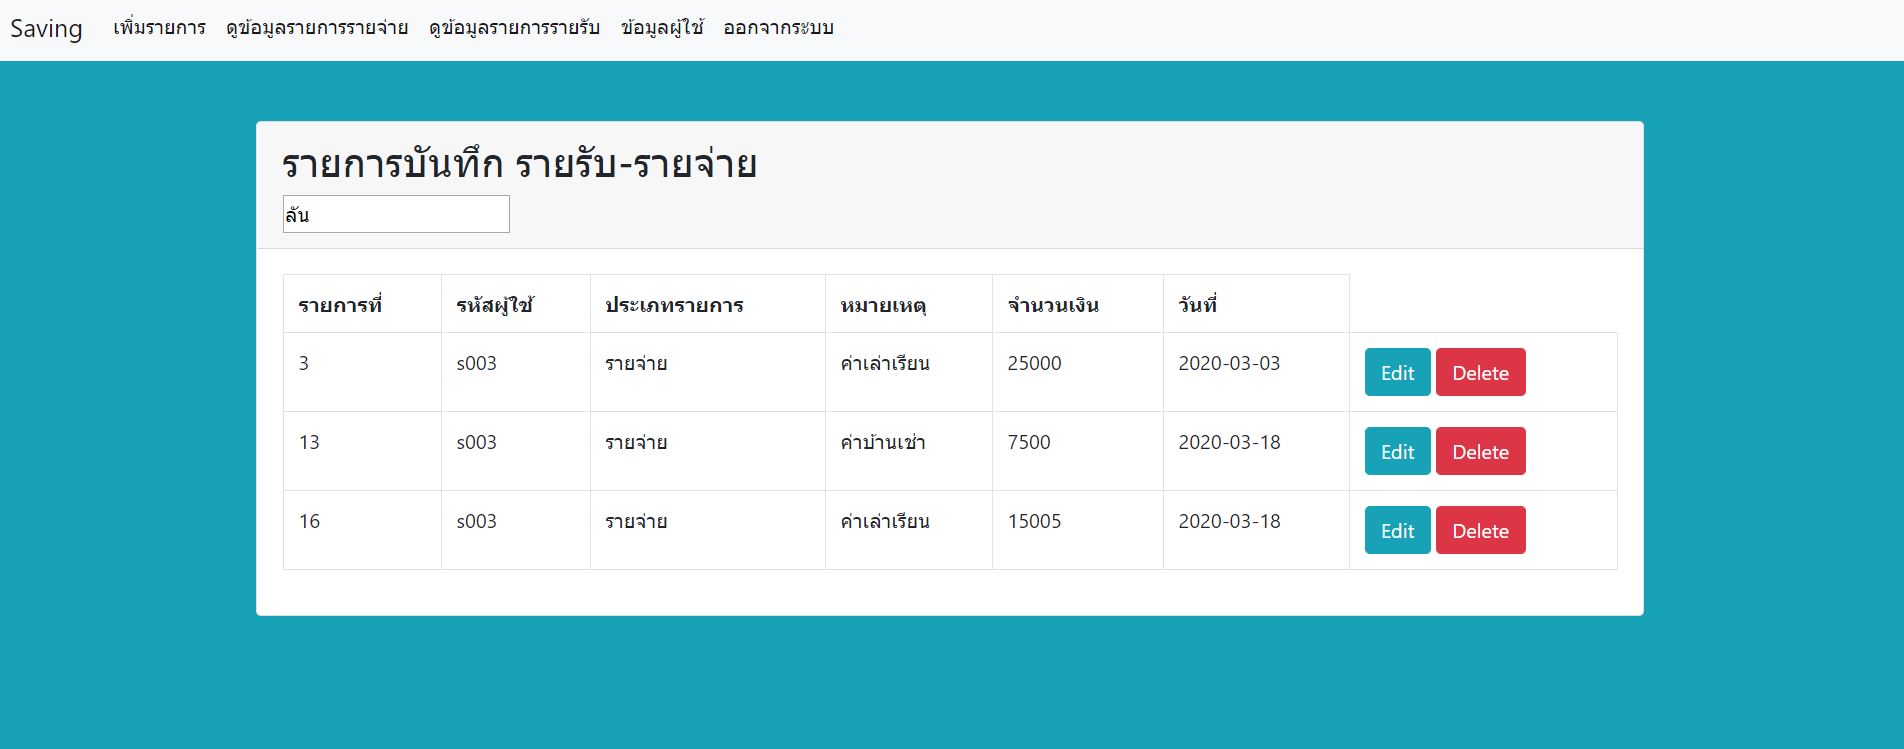 Saving เพิ่มรายการ ดูข้อมูลรายการรายจ่าย ดูข้อมูลรายการรายรับ ข้อมูลผู้ใช้ ออกจากระบบ
รายการบันทึก รายรับ-รายจ่าย
ลัน
รายการที่ รหัสผู้ใช้ ประเภทรายการ หมายเหตุ จำนวนเงิน วันที่
3 s003 รายจ่าย ค่าเล่าเรียน 25000 2020-03-03 Edit Delete
13 s003 รายจ่าย ค่าบ้านเช่า 7500 2020-03-18 Edit Delete
16 s003 รายจ่าย ค่าเล่าเรียน 15005 2020-03-18 Edit Delete